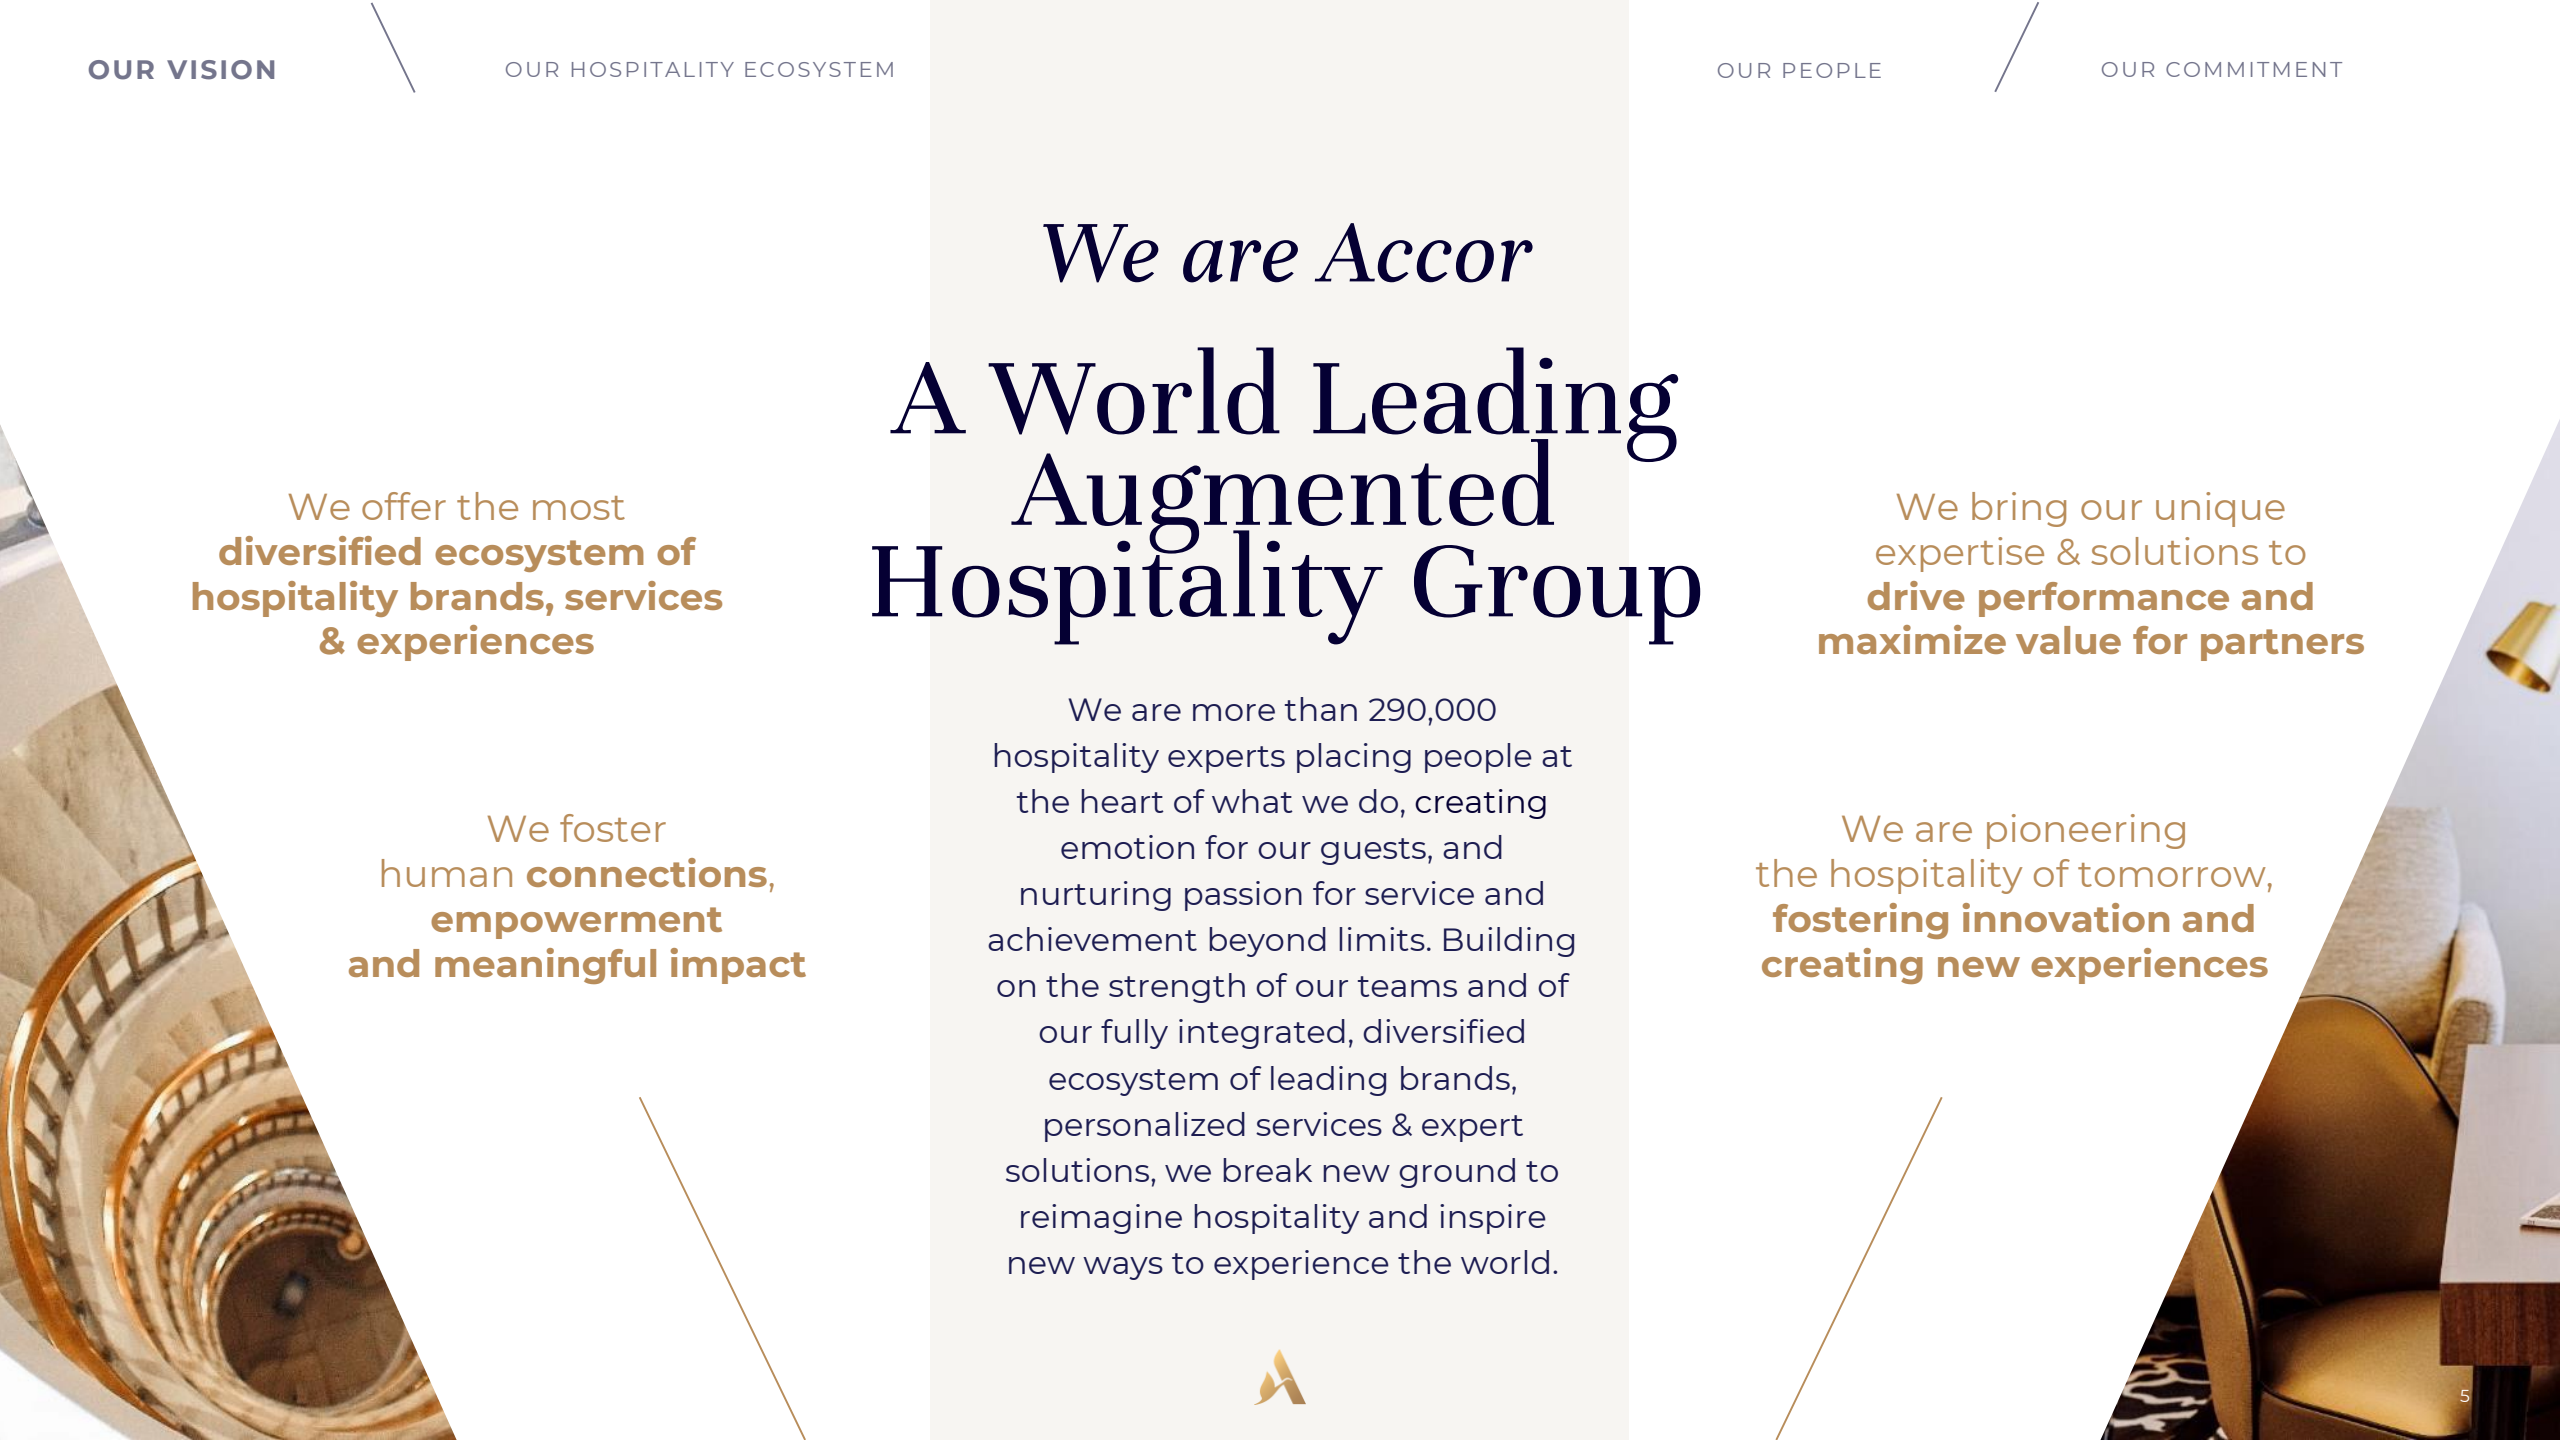 OUR VISION
OUR HOSPITALITY ECOSYSTEM
OUR PEOPLE
OUR COMMITMENT
We are Accor
A World Leading
Augmented
Hospitality Group
We offer the most
diversified ecosystem of
hospitality brands, services
& experiences
We foster
human connections,
empowerment
and meaningful impact
We are more than 290,000
hospitality experts placing people at
the heart of what we do, creating
emotion for our guests, and
nurturing passion for service and
achievement beyond limits. Building
on the strength of our teams and of
our fully integrated, diversified
ecosystem of leading brands,
personalized services & expert
solutions, we break new ground to
reimagine hospitality and inspire
new ways to experience the world.
We bring our unique
expertise & solutions to
drive performance and
maximize value for partners
We are pioneering
the hospitality of tomorrow,
fostering innovation and
creating new experiences
5